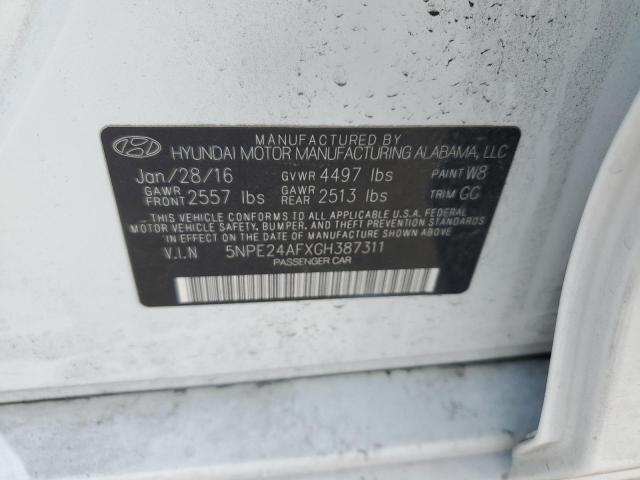 MANUFACTURED BY
HYUNDAI MOTOR MANUFACTURING ALABAMA, LLC
Jan/28/16 GVWR 4497 lbs PAINT W8
GAWR FRONT 2557 lbs GAWR REAR 2513 lbs TRIM GG
THIS VEHICLE CONFORMS TO ALL APPLICABLE U.S.A. FEDERAL
MOTOR VEHICLE SAFETY, BUMPER, AND THEFT PREVENTION STANDARDS
IN EFFECT ON THE DATE OF MANUFACTURE SHOWN ABOVE.
V.I.N 5NPE24AFXGH387311
PASSENGER CAR